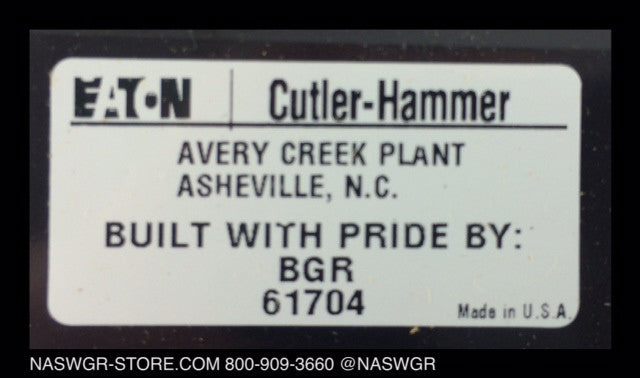 EATON Cutler-Hammer
AVERY CREEK PLANT
ASHEVILLE, N.C.
BUILT WITH PRIDE BY:
BGR
61704
Made in U.S.A.
NASWGR-STORE.COM 800-909-3660 @NASWGR